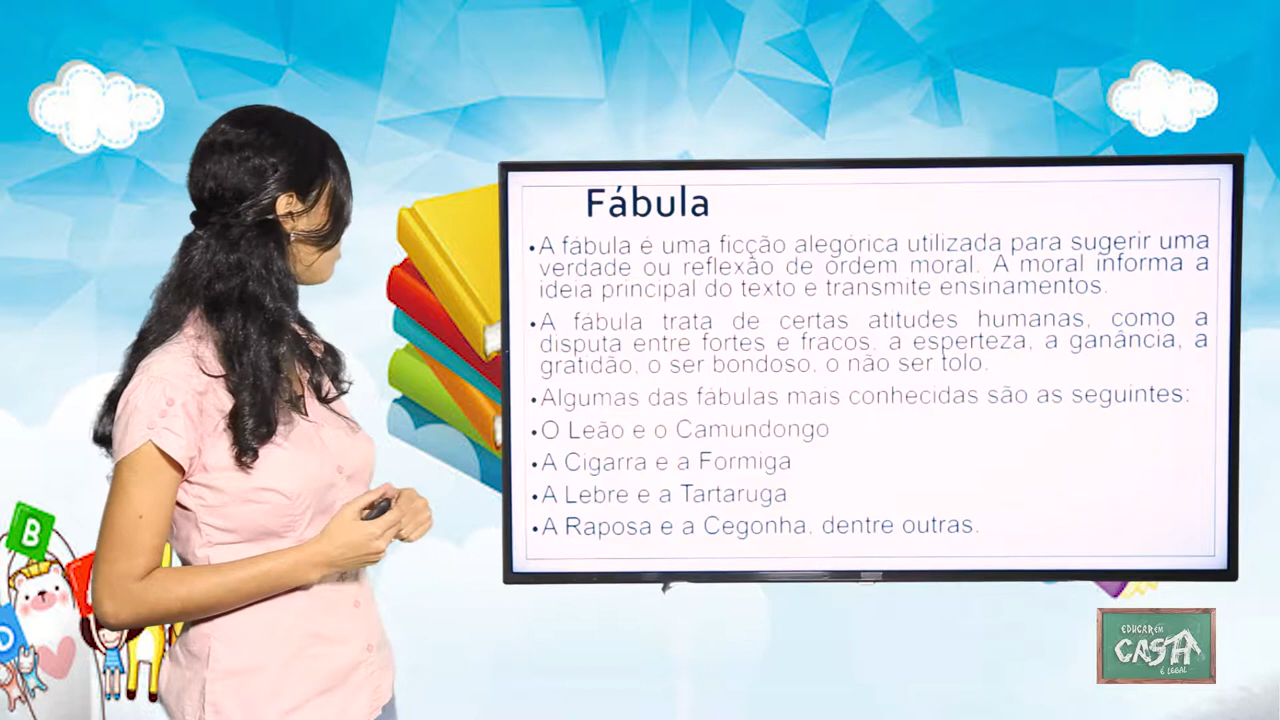 Fábula
•A fábula é uma ficção alegórica utilizada para sugerir uma
verdade ou reflexão de ordem moral. A moral informa a
ideia principal do texto e transmite ensinamentos.
•A fábula trata de certas atitudes humanas, como a
disputa entre fortes e fracos, a esperteza, a ganância, a
gratidão, o ser bondoso, o não ser tolo.
•Algumas das fábulas mais conhecidas são as seguintes:
•O Leão e o Camundongo
•A Cigarra e a Formiga
•A Lebre e a Tartaruga
•A Raposa e a Cegonha, dentre outras.
B
EDUCAR EM
CASA
É LEGAL